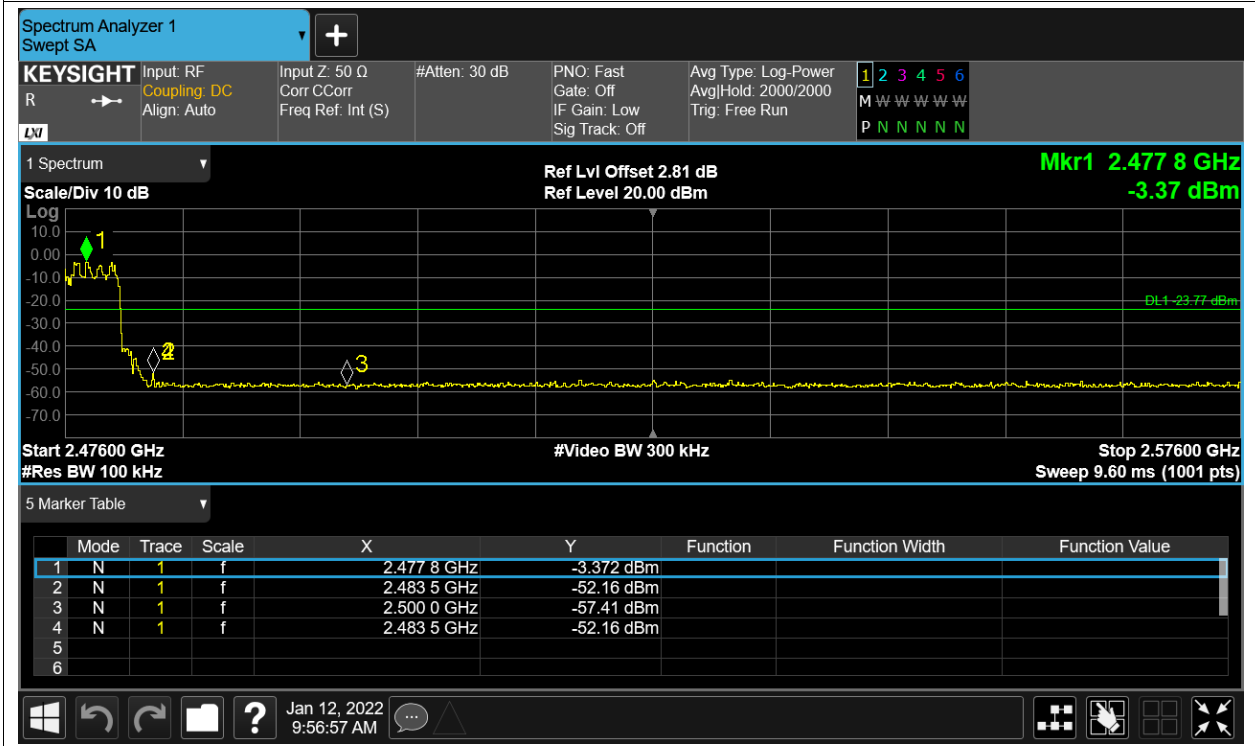 Spectrum Analyzer 1
Swept SA
+
KEYSIGHT
R
LXI
Input: RF
Coupling: DC
Align: Auto
Input Z: 50 Ω
Corr CCorr
Freq Ref: Int (S)
#Atten: 30 dB
PNO: Fast
Gate: Off
IF Gain: Low
Sig Track: Off
Avg Type: Log-Power
Avg|Hold: 2000/2000
Trig: Free Run
1 2 3 4 5 6
M W W W W W
P N N N N N
1 Spectrum
Scale/Div 10 dB
Ref Lvl Offset 2.81 dB
Ref Level 20.00 dBm
Mkr1 2.477 8 GHz
-3.37 dBm
Log
10.0
0.00
-10.0
-20.0
-30.0
-40.0
-50.0
-60.0
-70.0
1
2
4
3
DL1 -23.77 dBm
Start 2.47600 GHz
#Video BW 300 kHz
Stop 2.57600 GHz
#Res BW 100 kHz
Sweep 9.60 ms (1001 pts)
5 Marker Table
Mode Trace Scale X Y Function Function Width Function Value
1 N 1 f 2.477 8 GHz -3.372 dBm
2 N 1 f 2.483 5 GHz -52.16 dBm
3 N 1 f 2.500 0 GHz -57.41 dBm
4 N 1 f 2.483 5 GHz -52.16 dBm
5
6
?
Jan 12, 2022
9:56:57 AM